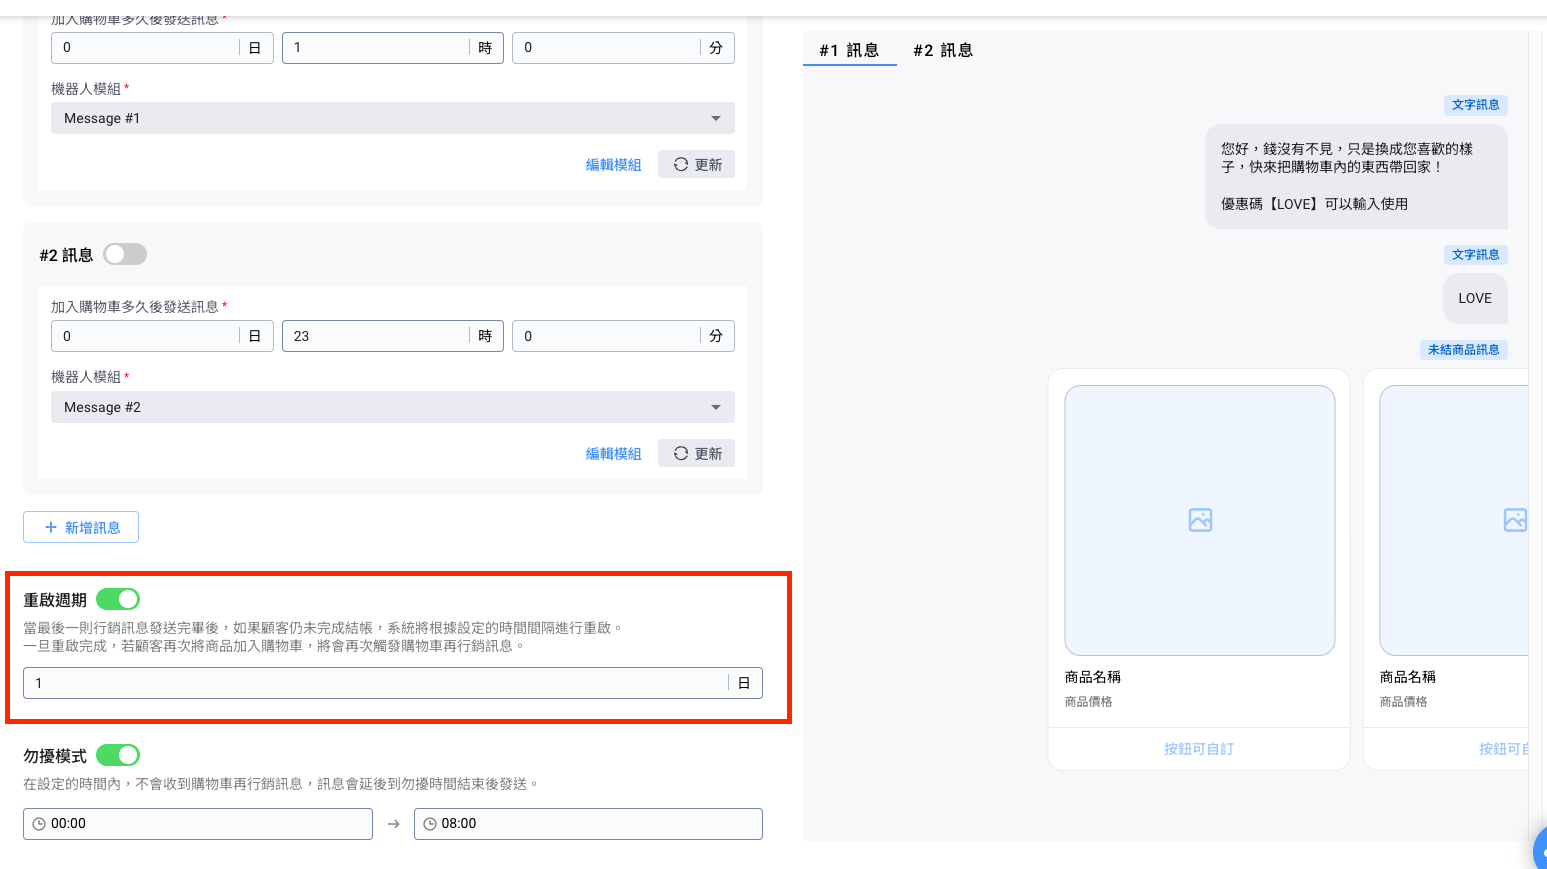 加入購物車多久後發送訊息 *
0 日 1 時 0 分
機器人模組 *
Message #1
編輯模組 更新
#2 訊息
加入購物車多久後發送訊息 *
0 日 23 時 0 分
機器人模組 *
Message #2
編輯模組 更新
+ 新增訊息
重啟週期
當最後一則行銷訊息發送完畢後，如果顧客仍未完成結帳，系統將根據設定的時間間隔進行重啟。
一旦重啟完成，若顧客再次將商品加入購物車，將會再次觸發購物車再行銷訊息。
1 日
勿擾模式
在設定的時間內，不會收到購物車再行銷訊息，訊息會延後到勿擾時間結束後發送。
00:00 → 08:00
#1 訊息 #2 訊息
文字訊息
您好，錢沒有不見，只是換成您喜歡的樣
子，快來把購物車內的東西帶回家！
優惠碼【LOVE】可以輸入使用
文字訊息
LOVE
未結商品訊息
商品名稱
商品價格
按鈕可自訂
商品名稱
商品價格
按鈕可自